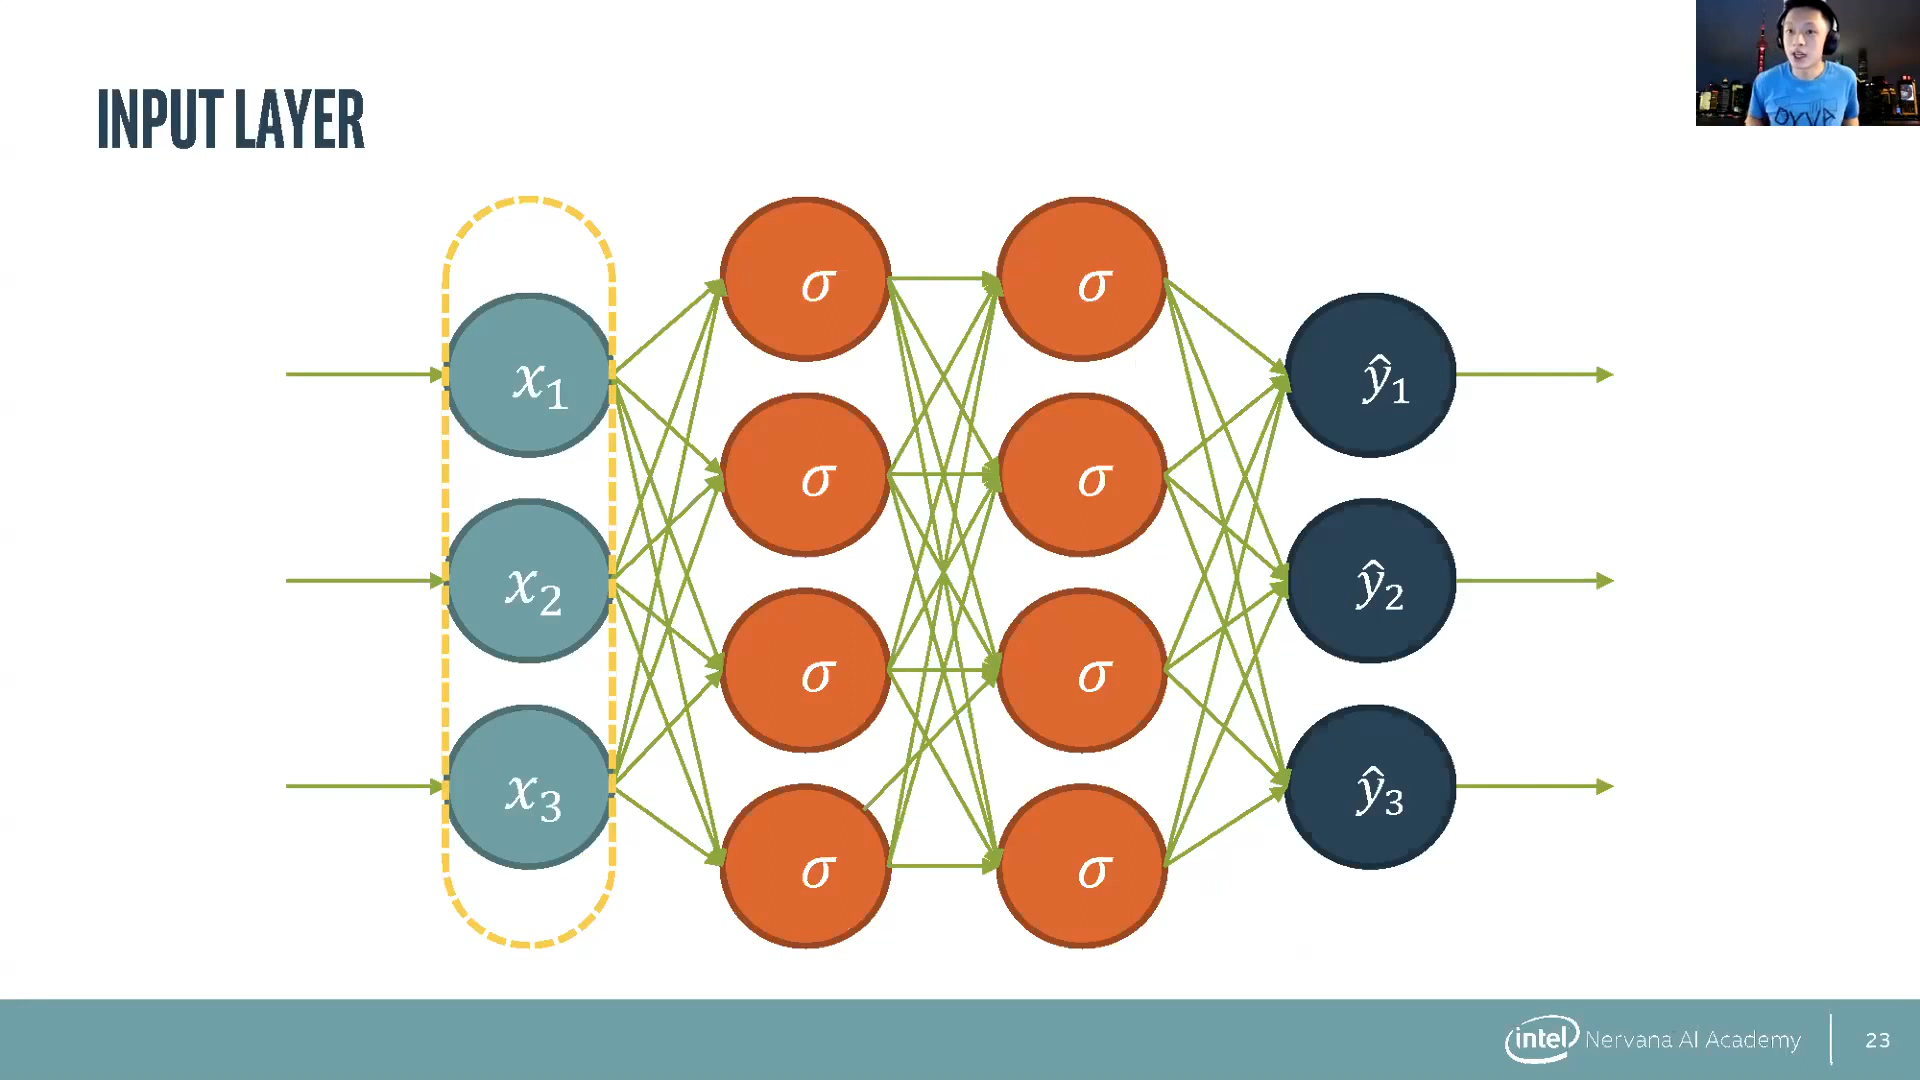 INPUT LAYER
σ σ
x₁ ŷ₁
σ σ
x₂ ŷ₂
σ σ
x₃ ŷ₃
σ σ
intel Nervana AI Academy 23